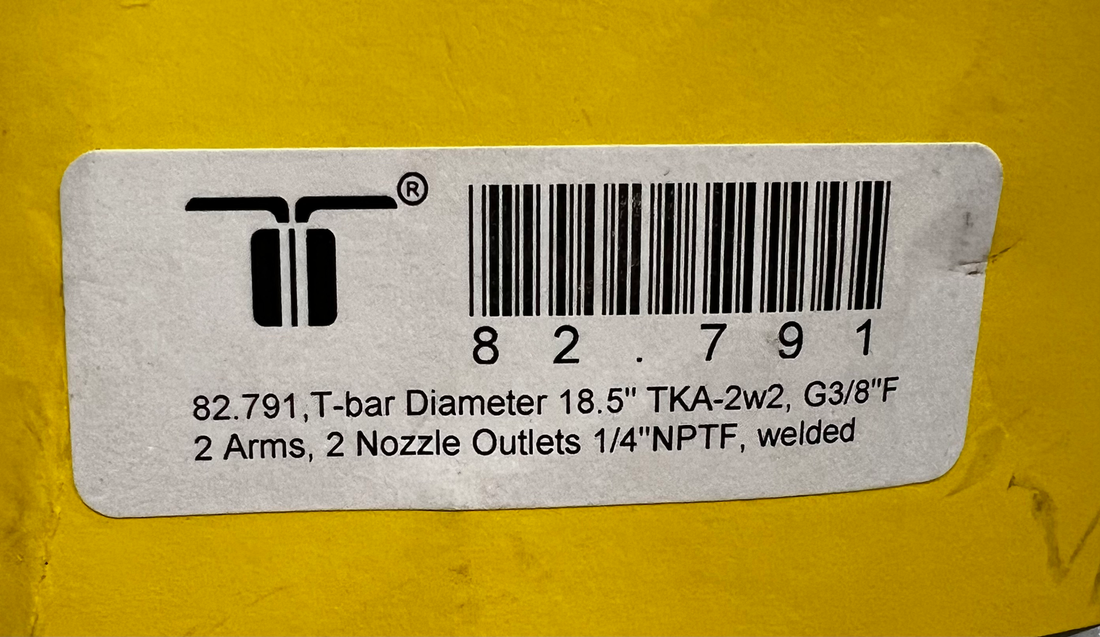 ®
82.791
82.791,T-bar Diameter 18.5" TKA-2w2, G3/8"F
2 Arms, 2 Nozzle Outlets 1/4"NPTF, welded